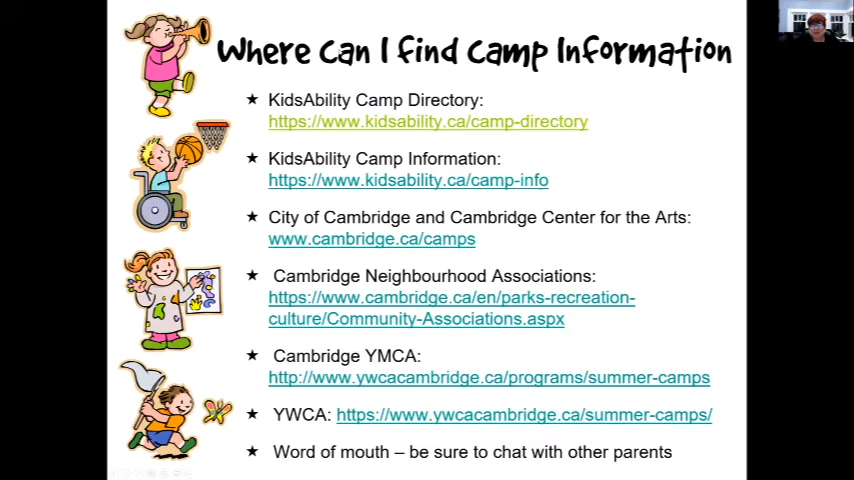 Where Can I find Camp Information
★ KidsAbility Camp Directory:
https://www.kidsability.ca/camp-directory
★ KidsAbility Camp Information:
https://www.kidsability.ca/camp-info
★ City of Cambridge and Cambridge Center for the Arts:
www.cambridge.ca/camps
★ Cambridge Neighbourhood Associations:
https://www.cambridge.ca/en/parks-recreation-
culture/Community-Associations.aspx
★ Cambridge YMCA:
http://www.ywcacambridge.ca/programs/summer-camps
★ YWCA: https://www.ywcacambridge.ca/summer-camps/
★ Word of mouth – be sure to chat with other parents